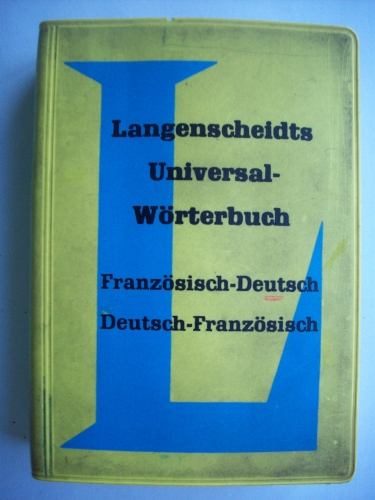 Langenscheidts
Universal-
Wörterbuch
Französisch-Deutsch
Deutsch-Französisch